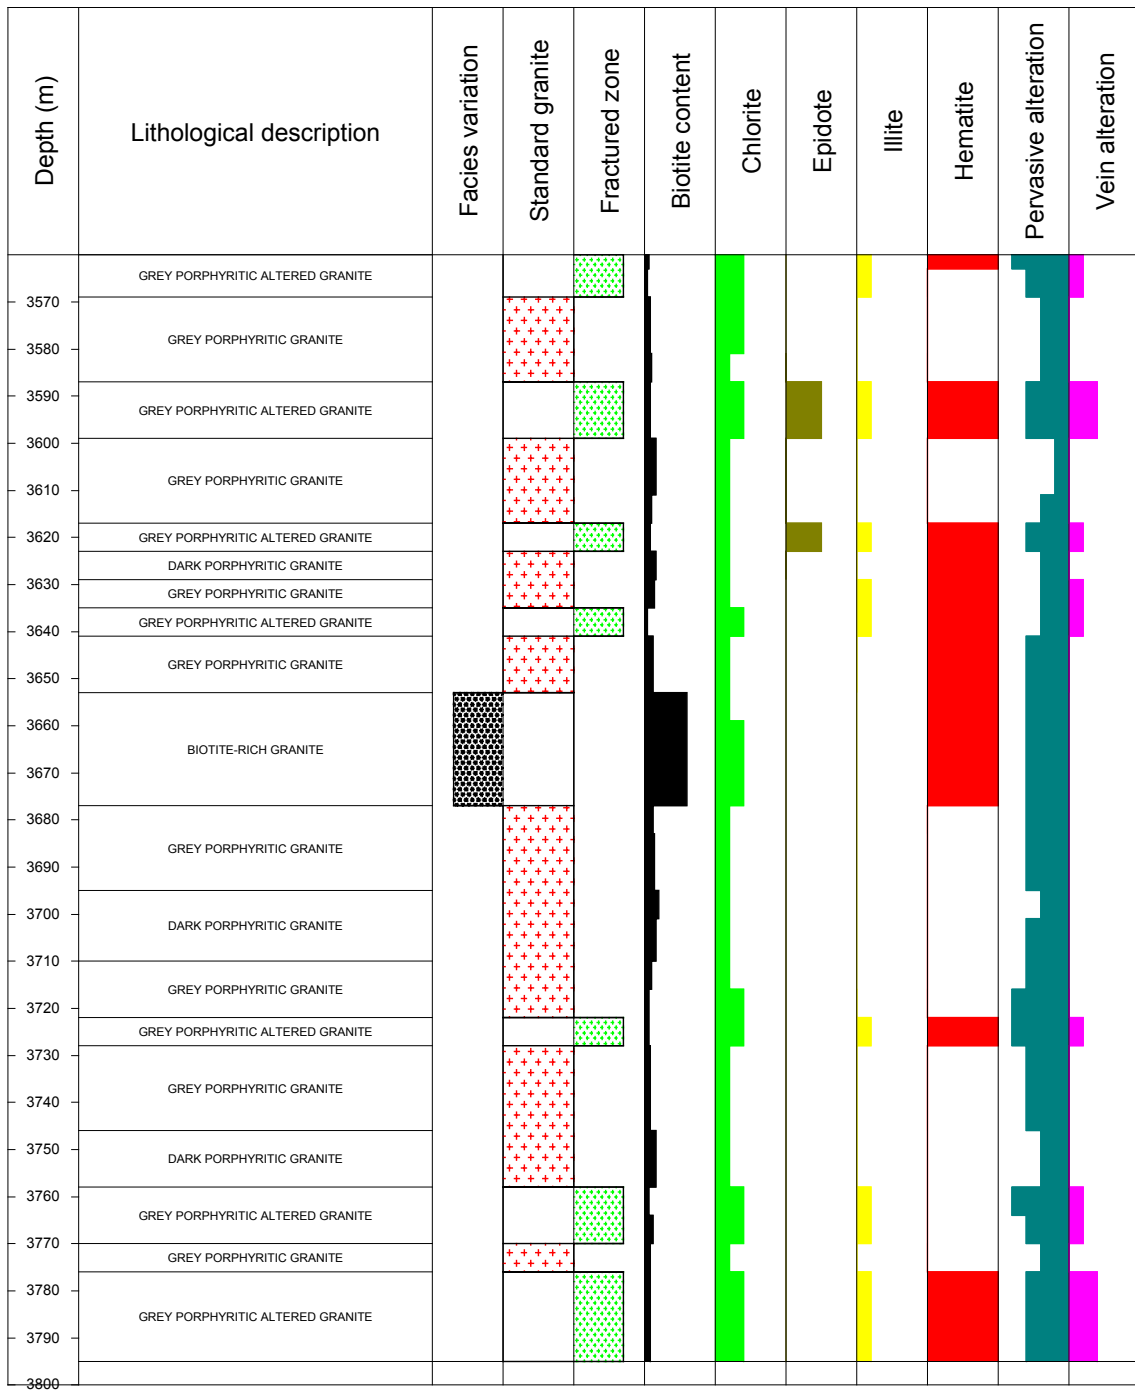 Depth (m)
Lithological description
Facies variation
Standard granite
Fractured zone
Biotite content
Chlorite
Epidote
Illite
Hematite
Pervasive alteration
Vein alteration
GREY PORPHYRITIC ALTERED GRANITE
3570
GREY PORPHYRITIC GRANITE
3580
3590
GREY PORPHYRITIC ALTERED GRANITE
3600
GREY PORPHYRITIC GRANITE
3610
3620
GREY PORPHYRITIC ALTERED GRANITE
DARK PORPHYRITIC GRANITE
3630
GREY PORPHYRITIC GRANITE
GREY PORPHYRITIC ALTERED GRANITE
3640
GREY PORPHYRITIC GRANITE
3650
3660
BIOTITE-RICH GRANITE
3670
3680
GREY PORPHYRITIC GRANITE
3690
3700
DARK PORPHYRITIC GRANITE
3710
GREY PORPHYRITIC GRANITE
3720
GREY PORPHYRITIC ALTERED GRANITE
3730
GREY PORPHYRITIC GRANITE
3740
3750
DARK PORPHYRITIC GRANITE
3760
GREY PORPHYRITIC ALTERED GRANITE
3770
GREY PORPHYRITIC GRANITE
3780
GREY PORPHYRITIC ALTERED GRANITE
3790
3800